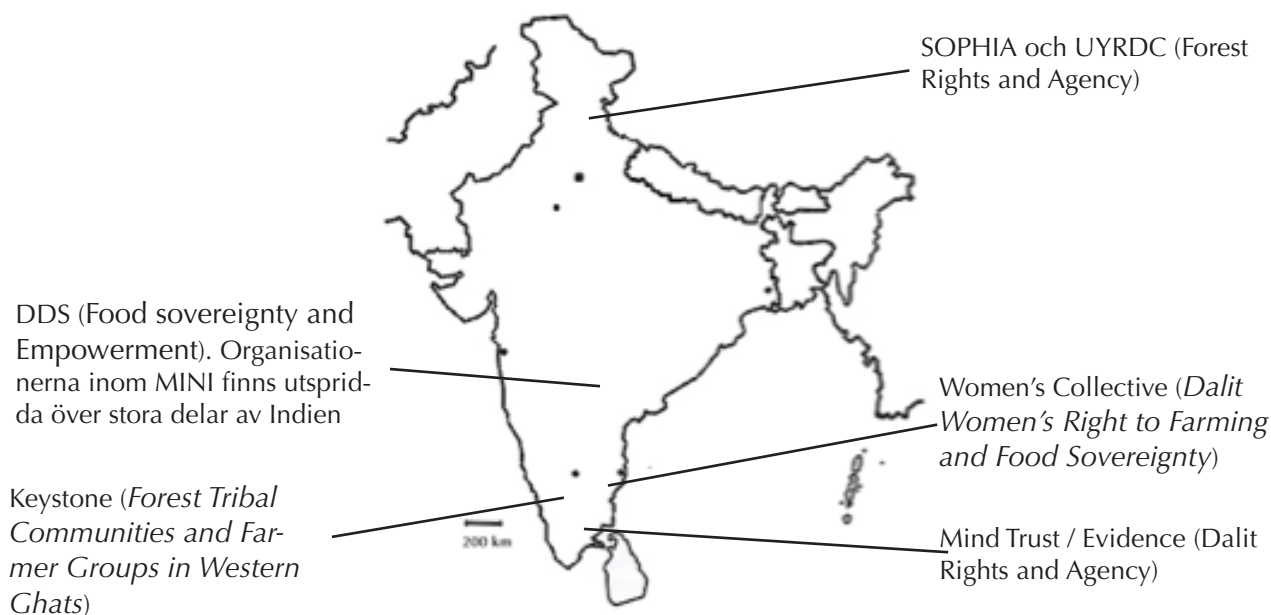 SOPHIA och UYRDC (Forest
Rights and Agency)
DDS (Food sovereignty and
Empowerment). Organisatio-
nerna inom MINI finns utsprid-
da över stora delar av Indien
Women's Collective (Dalit
Women's Right to Farming
and Food Sovereignty)
Keystone (Forest Tribal
Communities and Far-
mer Groups in Western
Ghats)
200 km
Mind Trust / Evidence (Dalit
Rights and Agency)